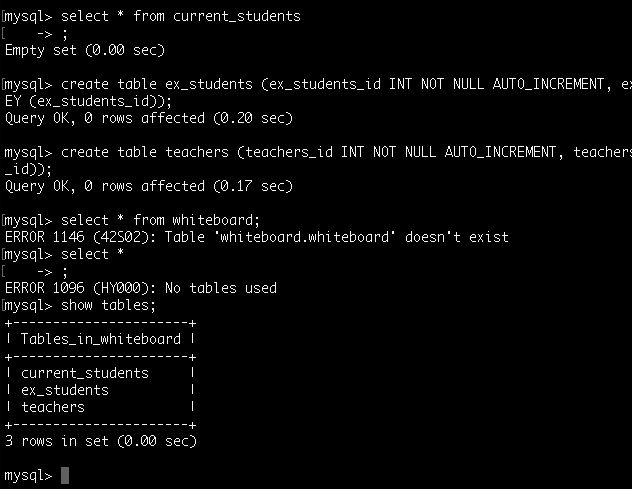 [mysql> select * from current_students
[    -> ;
Empty set (0.00 sec)
[mysql> create table ex_students (ex_students_id INT NOT NULL AUTO_INCREMENT, ex
EY (ex_students_id));
Query OK, 0 rows affected (0.20 sec)
[mysql> create table teachers (teachers_id INT NOT NULL AUTO_INCREMENT, teachers
_id));
Query OK, 0 rows affected (0.17 sec)
[mysql> select * from whiteboard;
ERROR 1146 (42S02): Table 'whiteboard.whiteboard' doesn't exist
[mysql> select *
[    -> ;
ERROR 1096 (HY000): No tables used
[mysql> show tables;
+----------------------+
| Tables_in_whiteboard |
+----------------------+
| current_students     |
| ex_students          |
| teachers             |
+----------------------+
3 rows in set (0.00 sec)
mysql>